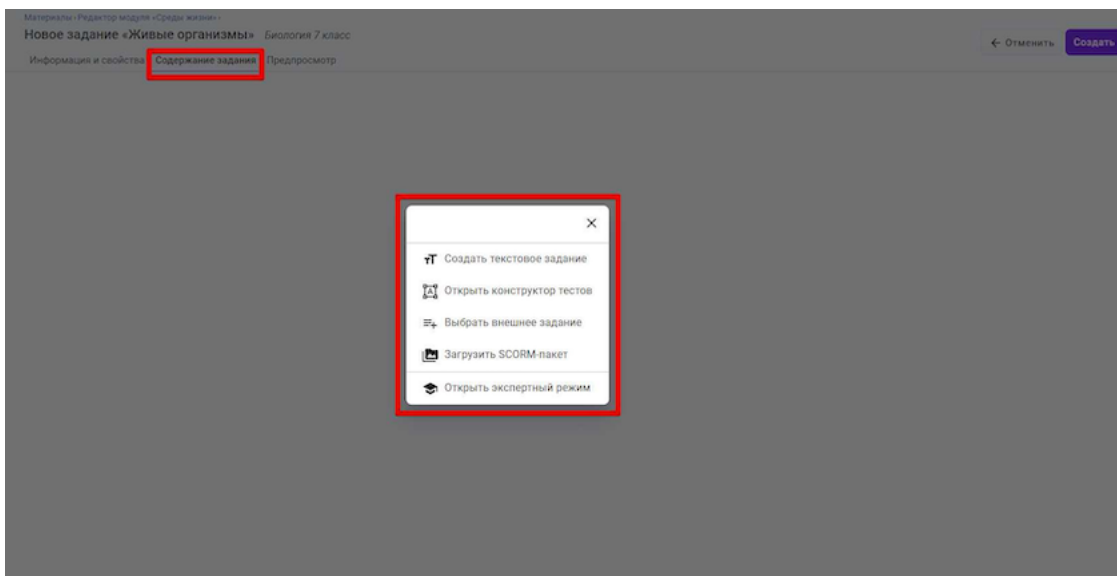 Материалы › Редактор модуля «Среды жизни» ›
Новое задание «Живые организмы» Биология 7 класс
← Отменить Создать
Информация и свойства Содержание задания Предпросмотр
Создать текстовое задание
Открыть конструктор тестов
Выбрать внешнее задание
Загрузить SCORM-пакет
Открыть экспертный режим